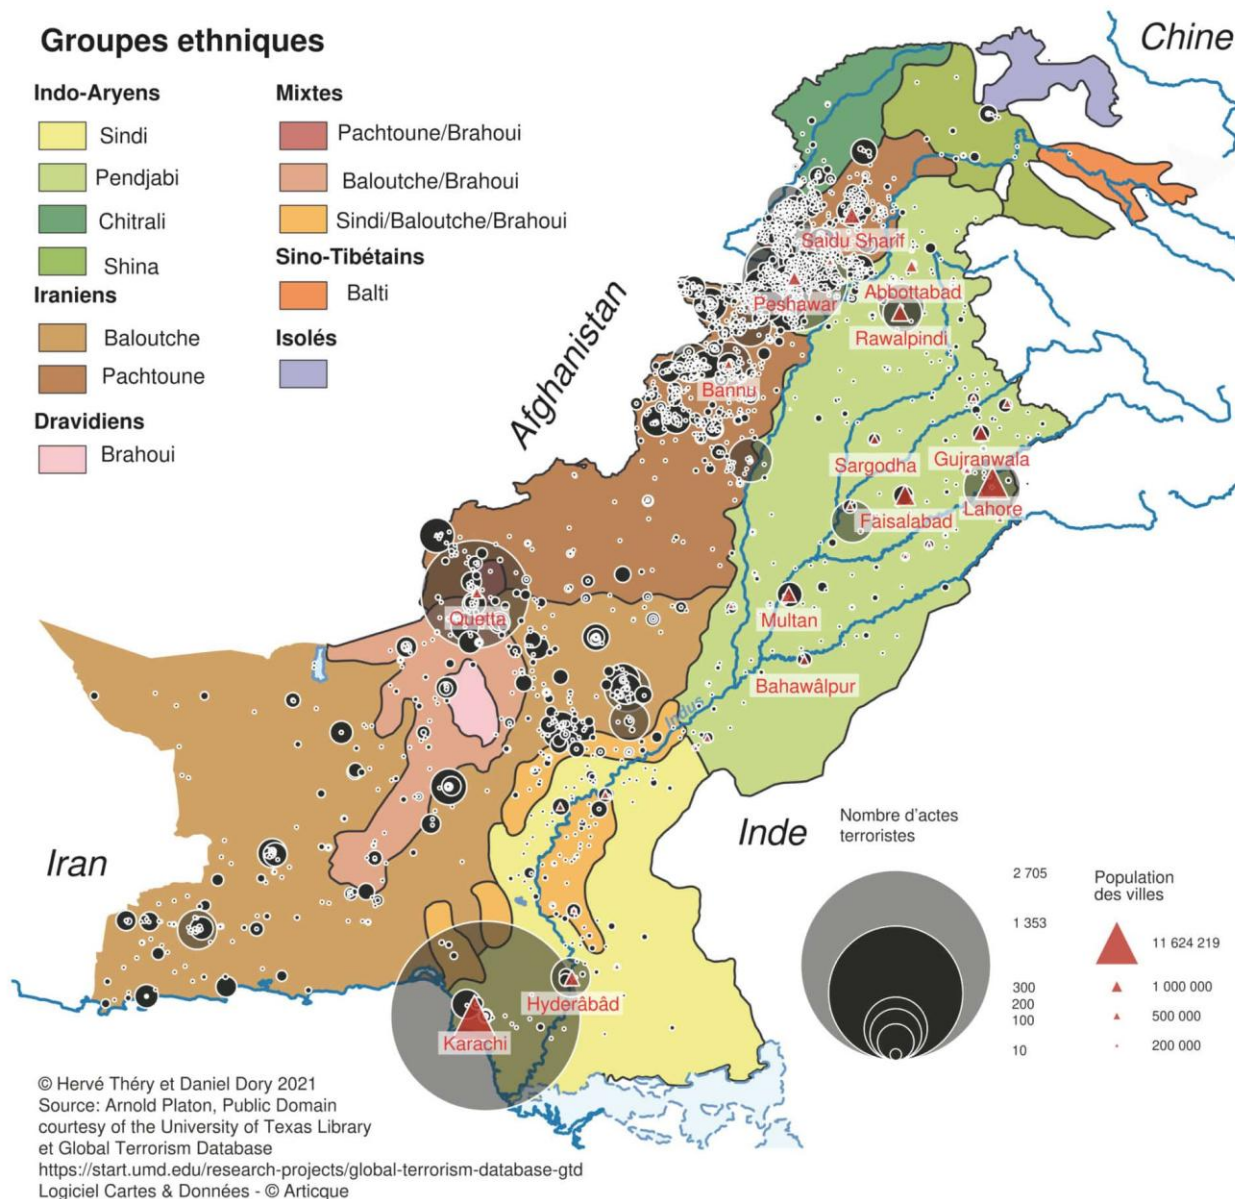 Groupes ethniques
Indo-Aryens
Sindi
Pendjabi
Chitrali
Shina
Iraniens
Baloutche
Pachtoune
Dravidiens
Brahoui
Mixtes
Pachtoune/Brahoui
Baloutche/Brahoui
Sindi/Baloutche/Brahoui
Sino-Tibétains
Balti
Isolés
Chine
Afghanistan
Saidu Sharif
Peshawar
Abbottabad
Rawalpindi
Bannu
Sargodha
Gujranwala
Faisalabad
Lahore
Quetta
Multan
Bahawâlpur
Indus
Iran
Inde
Hyderâbâd
Karachi
Nombre d'actes
terroristes
2 705
1 353
300
200
100
10
Population
des villes
11 624 219
1 000 000
500 000
200 000
© Hervé Théry et Daniel Dory 2021
Source: Arnold Platon, Public Domain
courtesy of the University of Texas Library
et Global Terrorism Database
https://start.umd.edu/research-projects/global-terrorism-database-gtd
Logiciel Cartes & Données - © Articque